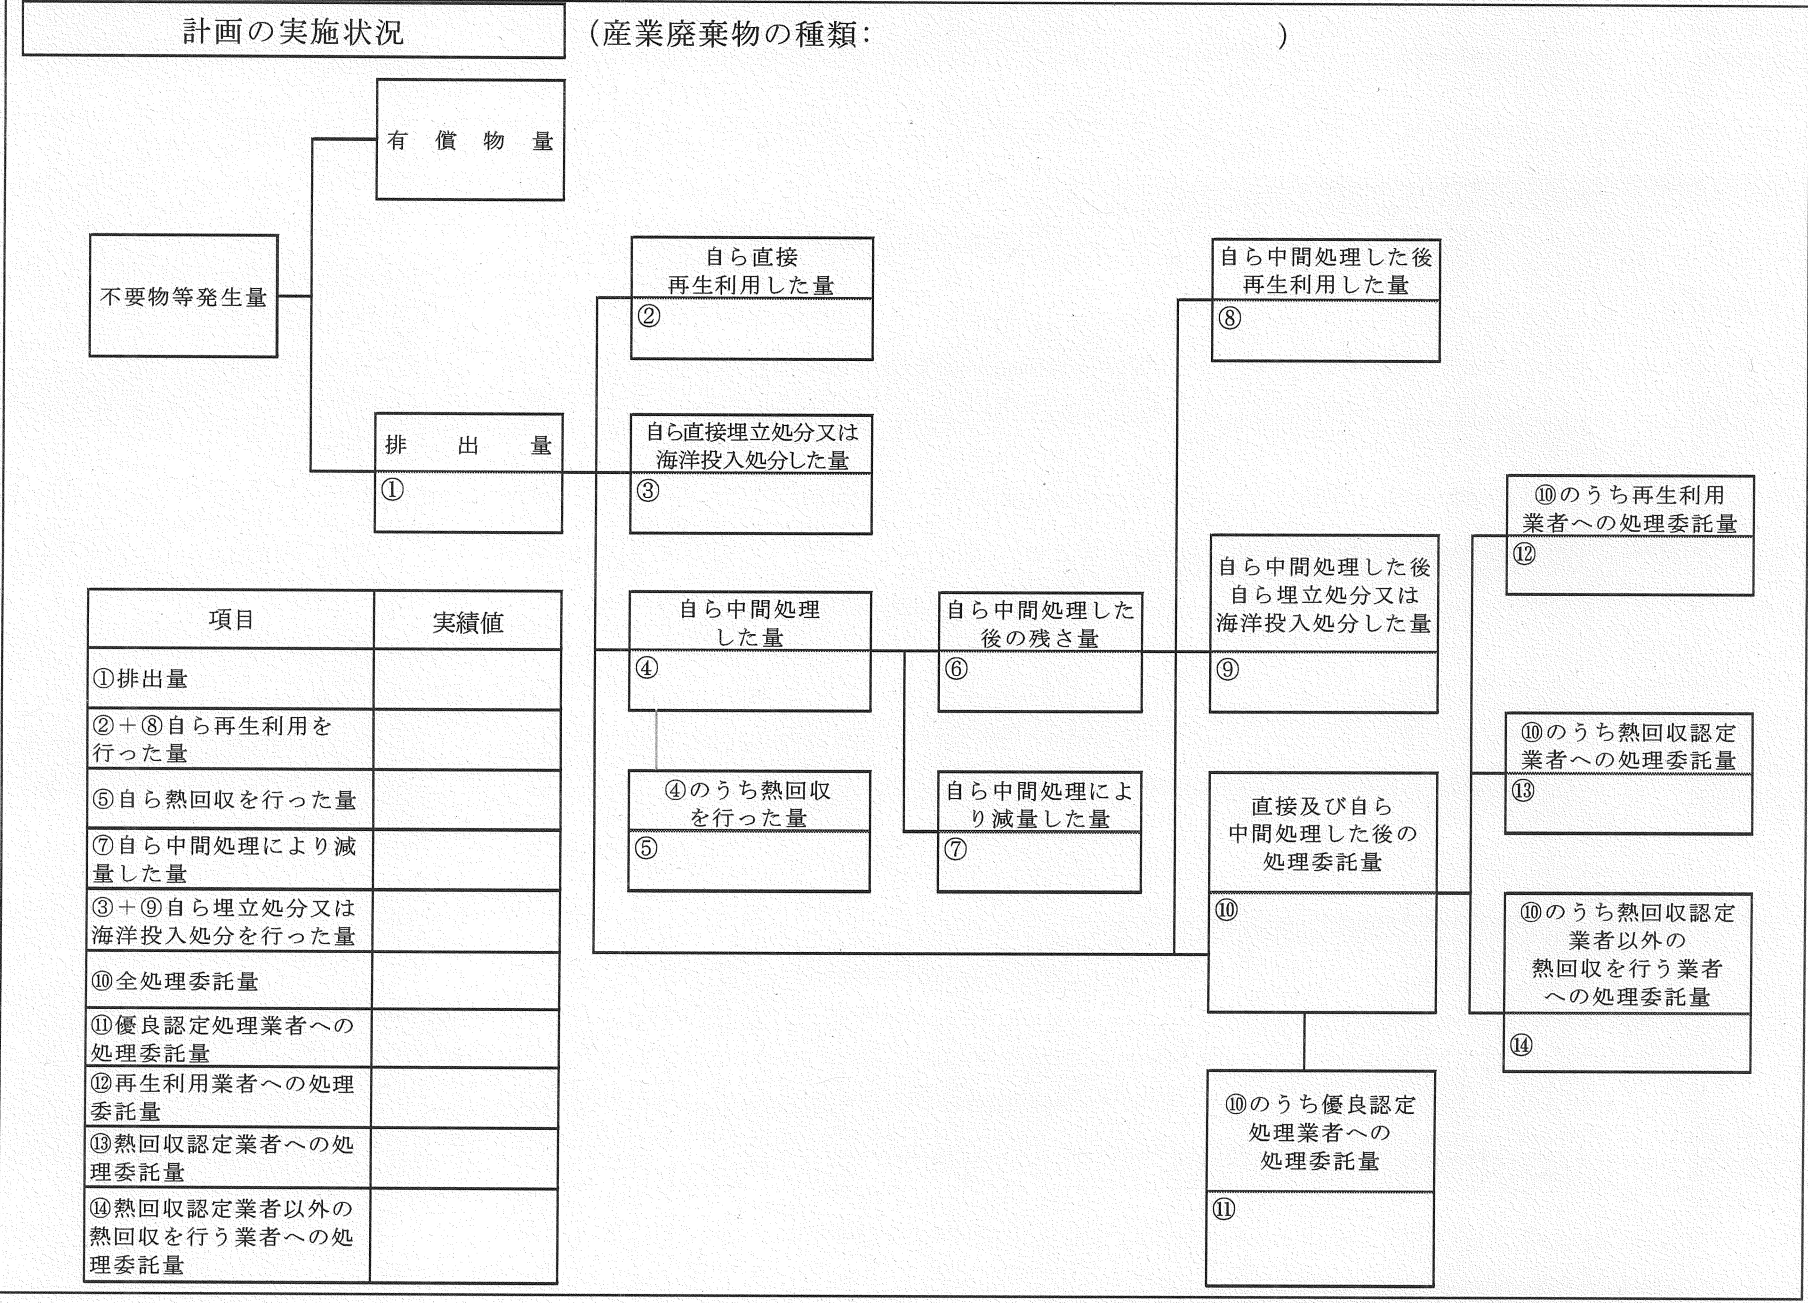 計画の実施状況
（産業廃棄物の種類：　　　　　　　　　）
有償物量
不要物等発生量
排出量
①
自ら直接
再生利用した量
②
自ら直接埋立処分又は
海洋投入処分した量
③
自ら中間処理
した量
④
④のうち熱回収
を行った量
⑤
自ら中間処理した
後の残さ量
⑥
自ら中間処理によ
り減量した量
⑦
自ら中間処理した後
再生利用した量
⑧
自ら中間処理した後
自ら埋立処分又は
海洋投入処分した量
⑨
直接及び自ら
中間処理した後の
処理委託量
⑩
⑩のうち優良認定
処理業者への
処理委託量
⑪
⑩のうち再生利用
業者への処理委託量
⑫
⑩のうち熱回収認定
業者への処理委託量
⑬
⑩のうち熱回収認定
業者以外の
熱回収を行う業者
への処理委託量
⑭
項目
実績値
①排出量
②＋⑧自ら再生利用を
行った量
⑤自ら熱回収を行った量
⑦自ら中間処理により減
量した量
③＋⑨自ら埋立処分又は
海洋投入処分を行った量
⑩全処理委託量
⑪優良認定処理業者への
処理委託量
⑫再生利用業者への処理
委託量
⑬熱回収認定業者への処
理委託量
⑭熱回収認定業者以外の
熱回収を行う業者への処
理委託量